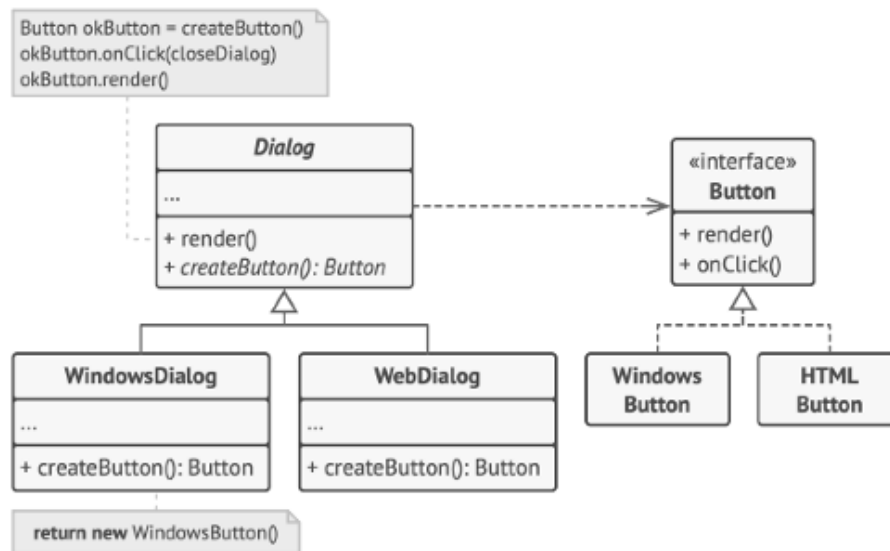 Button okButton = createButton()
okButton.onClick(closeDialog)
okButton.render()
Dialog
...
+ render()
+ createButton(): Button
«interface»
Button
+ render()
+ onClick()
WindowsDialog
...
+ createButton(): Button
WebDialog
...
+ createButton(): Button
Windows
Button
HTML
Button
return new WindowsButton()